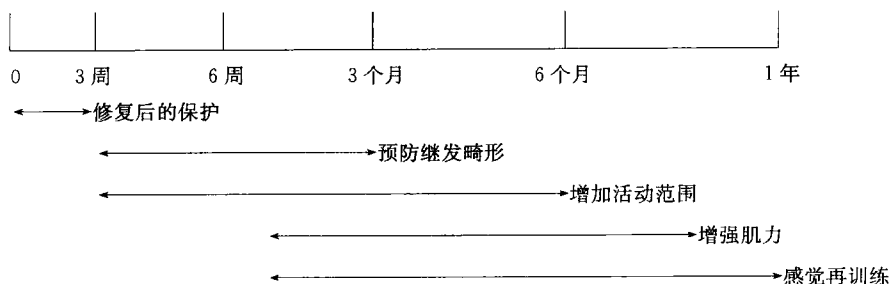 0 3周 6周 3个月 6个月 1年
修复后的保护
预防继发畸形
增加活动范围
增强肌力
感觉再训练